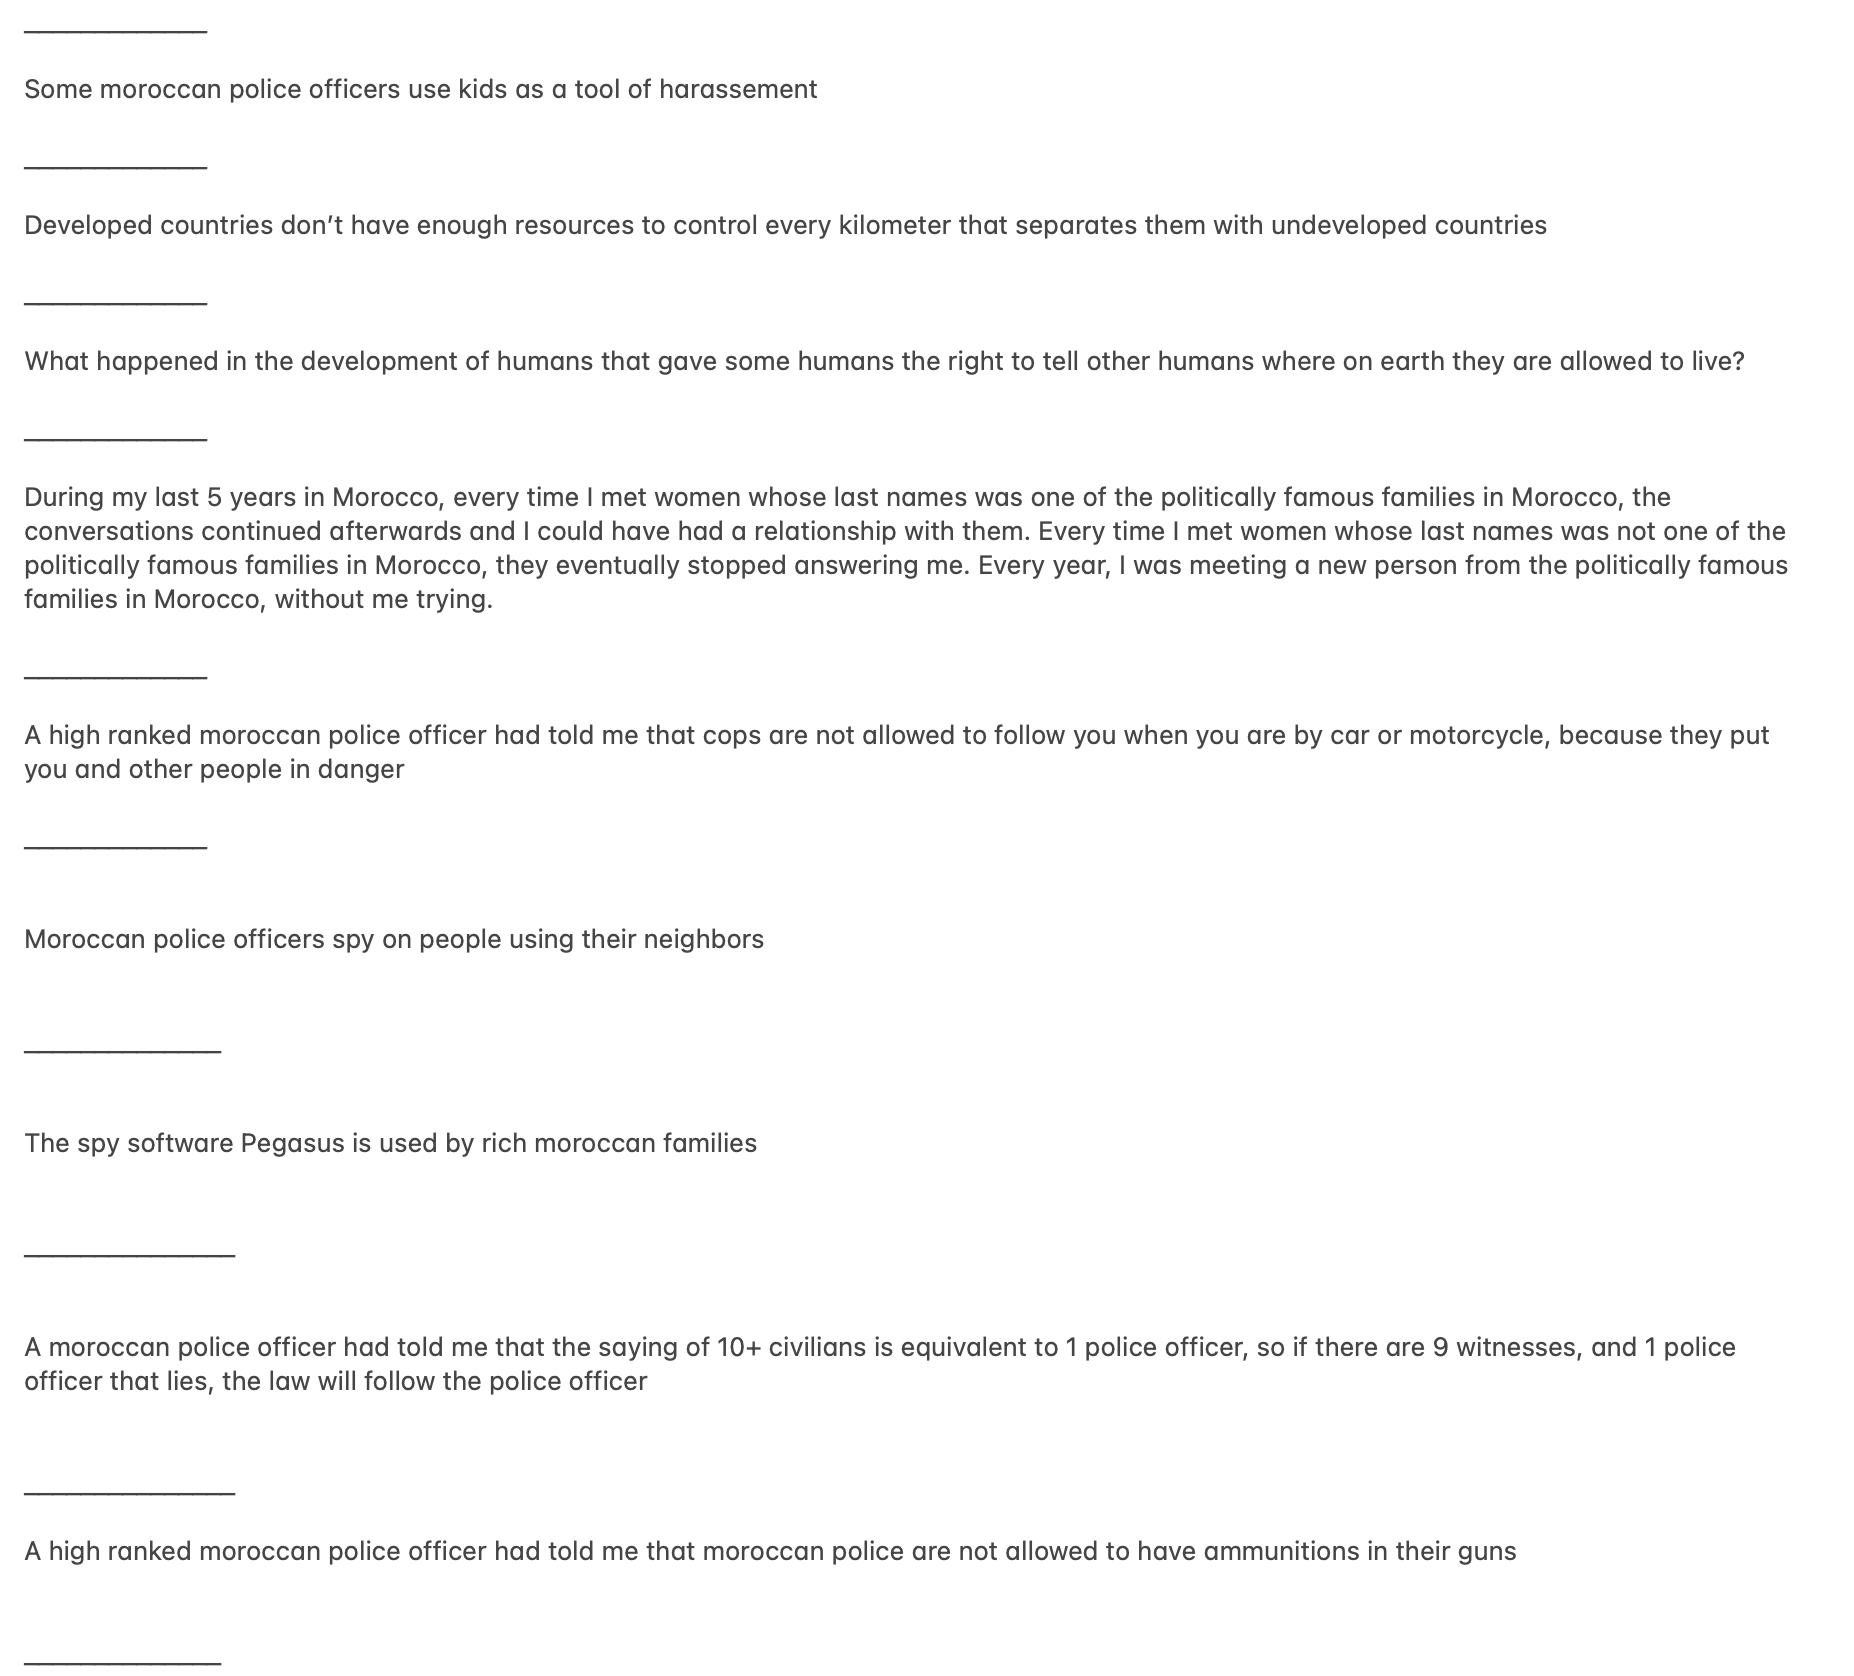 _____________
Some moroccan police officers use kids as a tool of harassement
_____________
Developed countries don’t have enough resources to control every kilometer that separates them with undeveloped countries
_____________
What happened in the development of humans that gave some humans the right to tell other humans where on earth they are allowed to live?
_____________
During my last 5 years in Morocco, every time I met women whose last names was one of the politically famous families in Morocco, the
conversations continued afterwards and I could have had a relationship with them. Every time I met women whose last names was not one of the
politically famous families in Morocco, they eventually stopped answering me. Every year, I was meeting a new person from the politically famous
families in Morocco, without me trying.
_____________
A high ranked moroccan police officer had told me that cops are not allowed to follow you when you are by car or motorcycle, because they put
you and other people in danger
_____________
Moroccan police officers spy on people using their neighbors
______________
The spy software Pegasus is used by rich moroccan families
_______________
A moroccan police officer had told me that the saying of 10+ civilians is equivalent to 1 police officer, so if there are 9 witnesses, and 1 police
officer that lies, the law will follow the police officer
_______________
A high ranked moroccan police officer had told me that moroccan police are not allowed to have ammunitions in their guns
______________